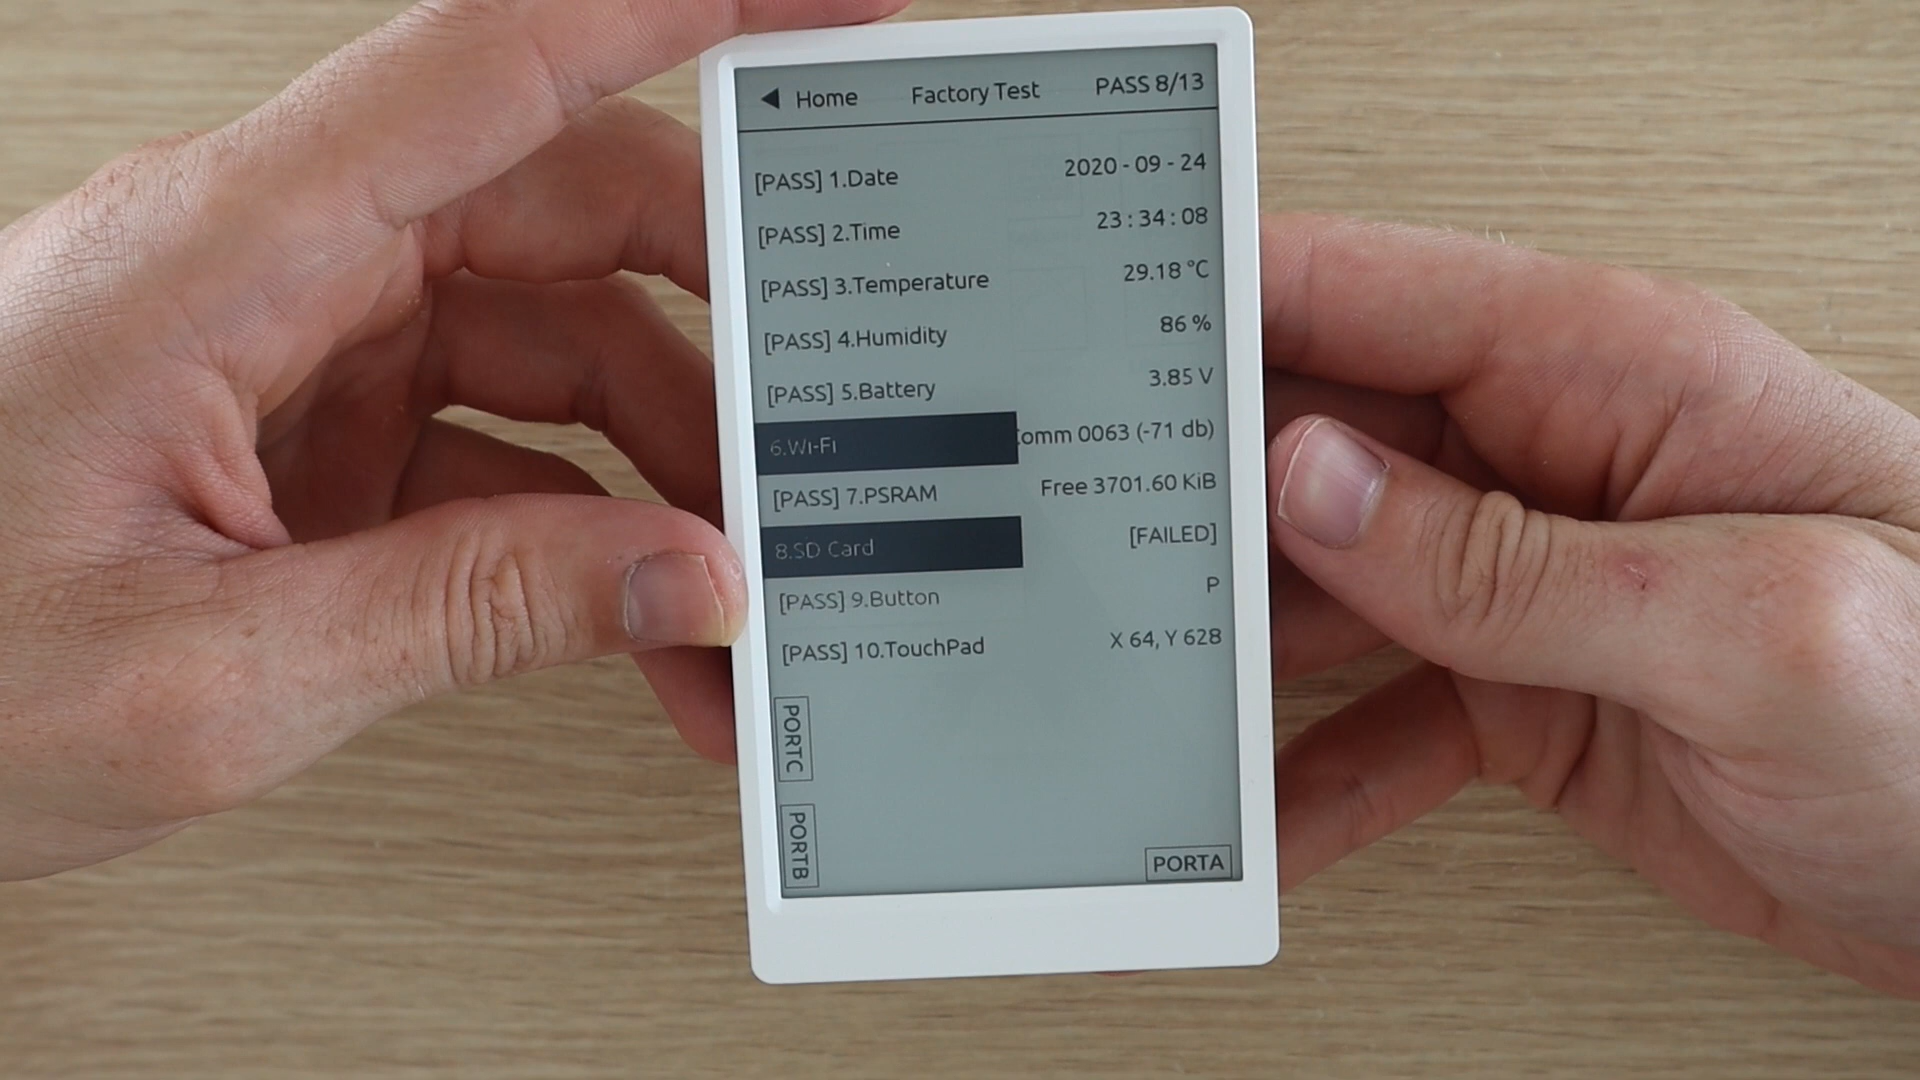 ◀ Home Factory Test PASS 8/13
[PASS] 1.Date 2020 - 09 - 24
[PASS] 2.Time 23 : 34 : 08
[PASS] 3.Temperature 29.18 °C
[PASS] 4.Humidity 86 %
[PASS] 5.Battery 3.85 V
6.Wi-Fi omm 0063 (-71 db)
[PASS] 7.PSRAM Free 3701.60 KiB
8.SD Card [FAILED]
[PASS] 9.Button P
[PASS] 10.TouchPad X 64, Y 628
PORTC
PORTB
PORTA